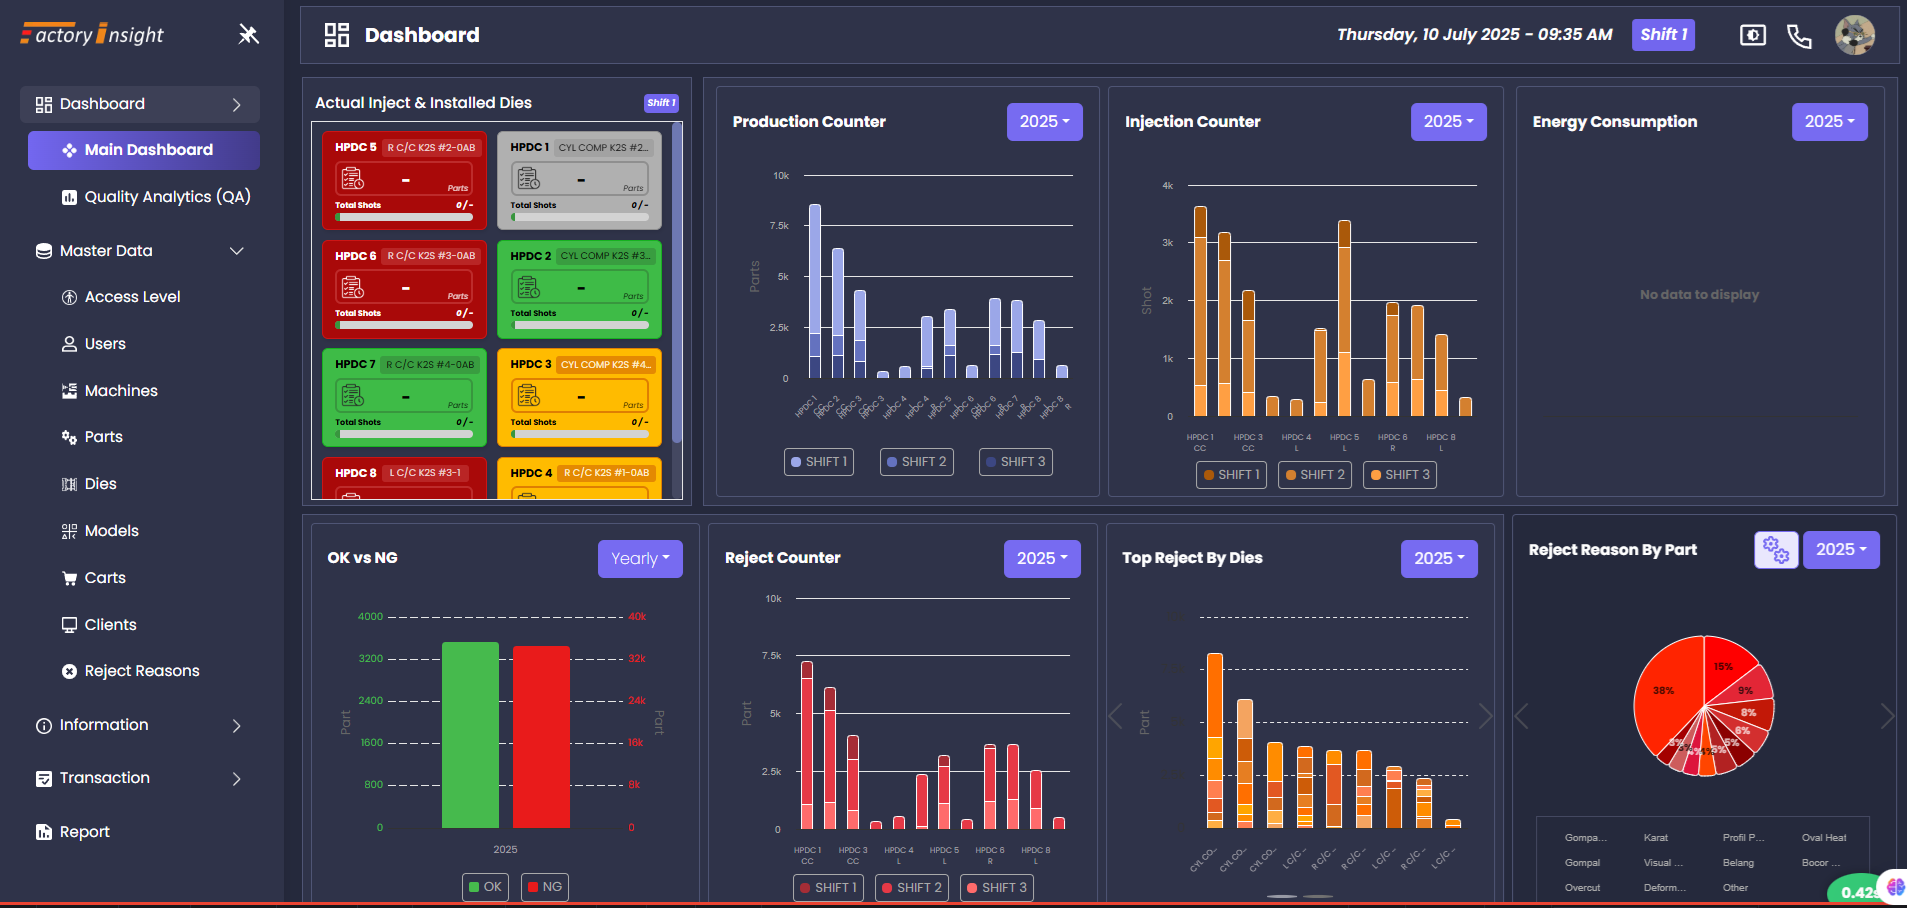 Factory Insight
Dashboard
Main Dashboard
Quality Analytics (QA)
Master Data
Access Level
Users
Machines
Parts
Dies
Models
Carts
Clients
Reject Reasons
Information
Transaction
Report
Dashboard
Thursday, 10 July 2025 - 09:35 AM
Shift 1
Actual Inject & Installed Dies
Shift 1
HPDC 5 R C/C K2S #2-0AB
-
Parts
Total Shots 0 / -
HPDC 1 CYL COMP K2S #2...
-
Parts
Total Shots 0 / -
HPDC 6 R C/C K2S #3-0AB
-
Parts
Total Shots 0 / -
HPDC 2 CYL COMP K2S #3...
-
Parts
Total Shots 0 / -
HPDC 7 R C/C K2S #4-0AB
-
Parts
Total Shots 0 / -
HPDC 3 CYL COMP K2S #4...
-
Parts
Total Shots 0 / -
HPDC 8 L C/C K2S #3-1
HPDC 4 R C/C K2S #1-0AB
Production Counter
2025
10k
7.5k
5k
2.5k
0
Parts
HPDC 1 CC
HPDC 2 CC
HPDC 3 CC
HPDC 3
HPDC 4
HPDC 4 R
HPDC 5 L
HPDC 6
HPDC 6 R
HPDC 7 R
HPDC 8 L
HPDC 8 R
SHIFT 1
SHIFT 2
SHIFT 3
Injection Counter
2025
4k
3k
2k
1k
0
Shot
HPDC 1 CC
HPDC 3 CC
HPDC 4 L
HPDC 5 L
HPDC 6 R
HPDC 8 L
SHIFT 1
SHIFT 2
SHIFT 3
Energy Consumption
2025
No data to display
OK vs NG
Yearly
4000
3200
2400
1600
800
0
Part
40k
32k
24k
16k
8k
0
Part
2025
OK
NG
Reject Counter
2025
10k
7.5k
5k
2.5k
0
Part
HPDC 1 CC
HPDC 3 CC
HPDC 4 L
HPDC 5 L
HPDC 6 R
HPDC 8 L
SHIFT 1
SHIFT 2
SHIFT 3
Top Reject By Dies
2025
Part
CYL CO...
CYL CO...
CYL CO...
L C/C ...
R C/C ...
R C/C ...
L C/C ...
R C/C ...
L C/C ...
Reject Reason By Part
2025
15%
9%
8%
6%
5%
5%
38%
Gompa...
Karat
Profil P...
Oval Heat
Gompal
Visual ...
Belang
Bocor ...
Overcut
Deform...
Other
0.42s